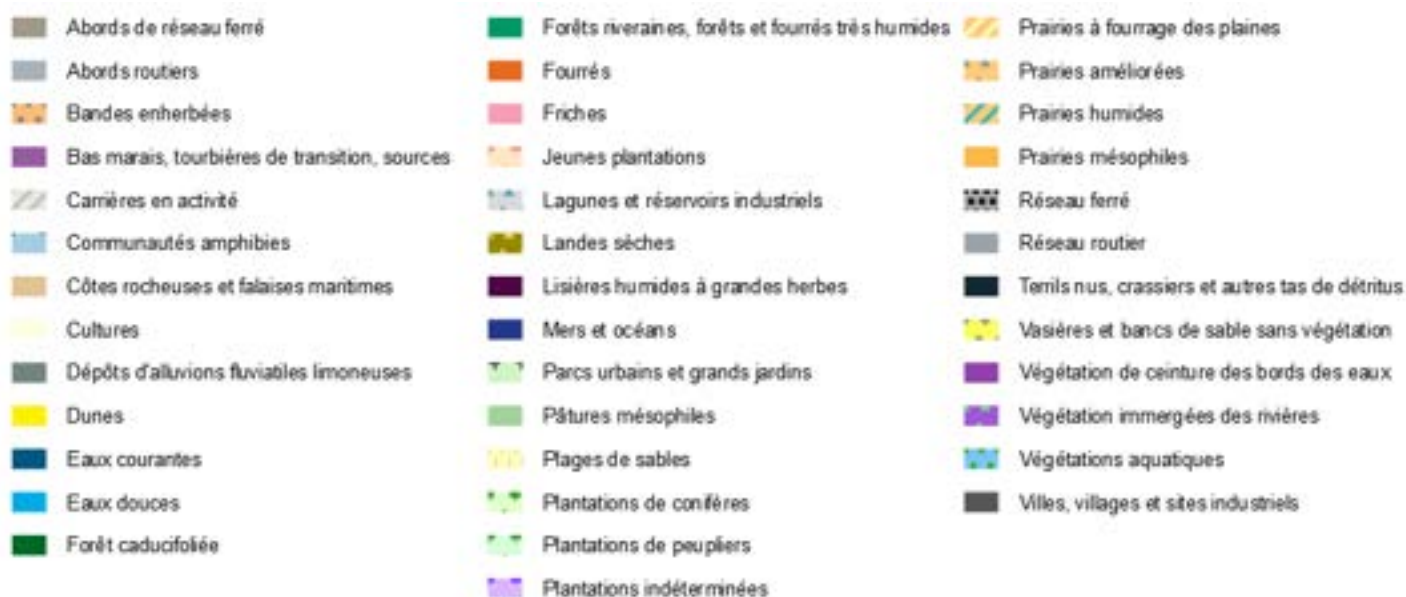 Abords de réseau ferré
Abords routiers
Bandes enherbées
Bas marais, tourbières de transition, sources
Carrières en activité
Communautés amphibies
Côtes rocheuses et falaises maritimes
Cultures
Dépôts d'alluvions fluviatiles limoneuses
Dunes
Eaux courantes
Eaux douces
Forêt caducifoliée
Forêts riveraines, forêts et fourrés très humides
Fourrés
Friches
Jeunes plantations
Lagunes et réservoirs industriels
Landes sèches
Lisières humides à grandes herbes
Mers et océans
Parcs urbains et grands jardins
Pâtures mésophiles
Plages de sables
Plantations de conifères
Plantations de peupliers
Plantations indéterminées
Prairies à fourrage des plaines
Prairies améliorées
Prairies humides
Prairies mésophiles
Réseau ferré
Réseau routier
Terrils nus, crassiers et autres tas de détritus
Vasières et bancs de sable sans végétation
Végétation de ceinture des bords des eaux
Végétation immergées des rivières
Végétations aquatiques
Villes, villages et sites industriels